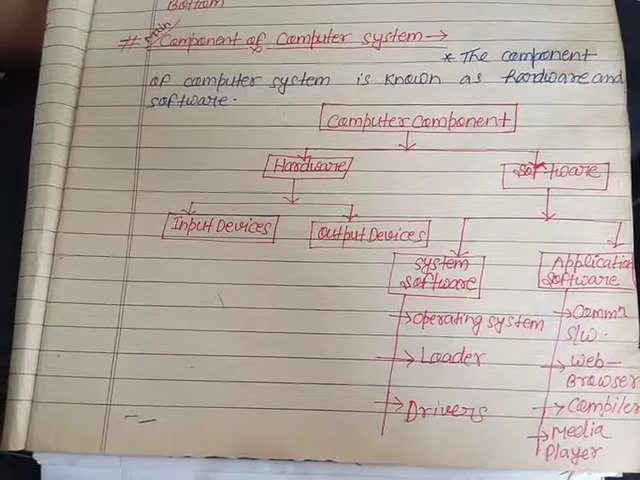 Bottom
# Main Component of Computer system →
* The component
of computer system is known as hardware and
software.
Computer Component
Hardware
Software
Input Devices
Output Devices
System
Software
Application
Software
→ Operating system
→ Loader
→ Drivers
→ Commn
s/w.
→ Web-
Browser
→ Compiler
→ Media
Player